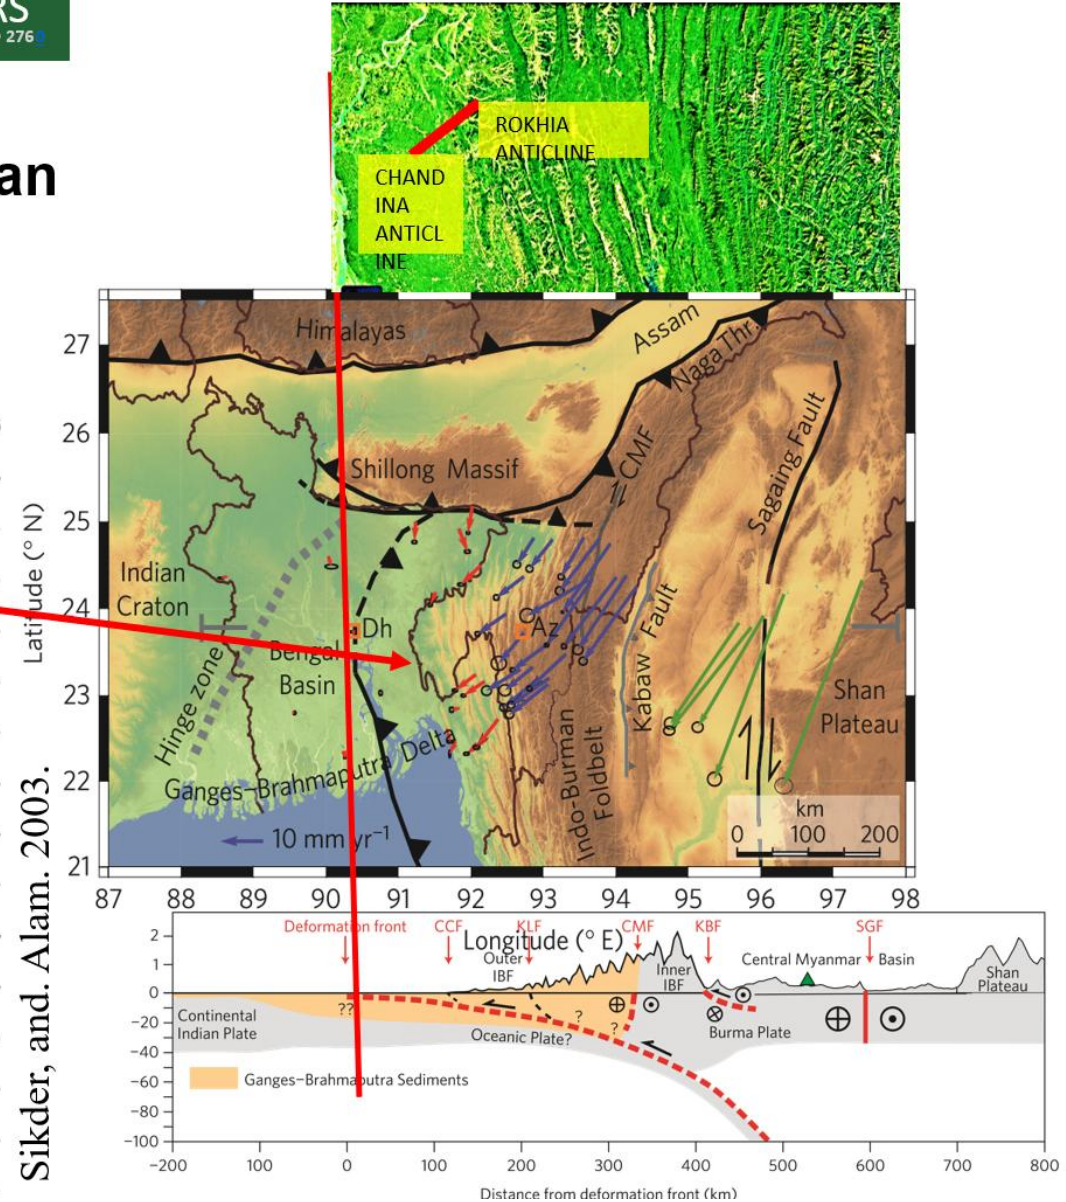 RS
276
an
ROKHIA
ANTICLINE
CHAND
INA
ANTICL
INE
Himalayas
Assam
Naga Thr.
Shillong Massif
CMF
Sagaing Fault
Indian
Craton
Dh
Az
Bengal
Basin
Hinge zone
Kabaw Fault
Shan
Plateau
Ganges–Brahmaputra Delta
Indo-Burman
Foldbelt
10 mm yr⁻¹
km
0 100 200
27
26
25
24
23
22
21
Latitude (° N)
87 88 89 90 91 92 93 94 95 96 97 98
Longitude (° E)
Sikder, and. Alam. 2003.
Deformation front
CCF
KLF
CMF
KBF
SGF
Outer
IBF
Inner
IBF
Central Myanmar Basin
Shan
Plateau
Continental
Indian Plate
??
?
?
Oceanic Plate?
Burma Plate
Ganges–Brahmaputra Sediments
2
1
0
−20
−40
−60
−80
−100
−200 100 0 100 200 300 400 500 600 700 800
Distance from deformation front (km)